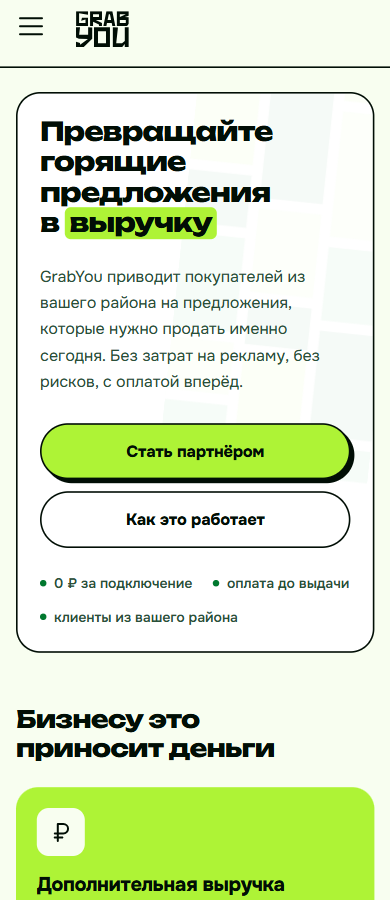 GRAB
YOU
Превращайте
горящие
предложения
в выручку
GrabYou приводит покупателей из
вашего района на предложения,
которые нужно продать именно
сегодня. Без затрат на рекламу, без
рисков, с оплатой вперёд.
Стать партнёром
Как это работает
0 ₽ за подключение
оплата до выдачи
клиенты из вашего района
Бизнесу это
приносит деньги
₽
Дополнительная выручка